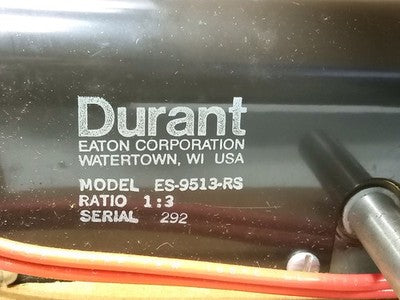 Durant
EATON CORPORATION
WATERTOWN, WI USA
MODEL ES-9513-RS
RATIO 1:3
SERIAL 292